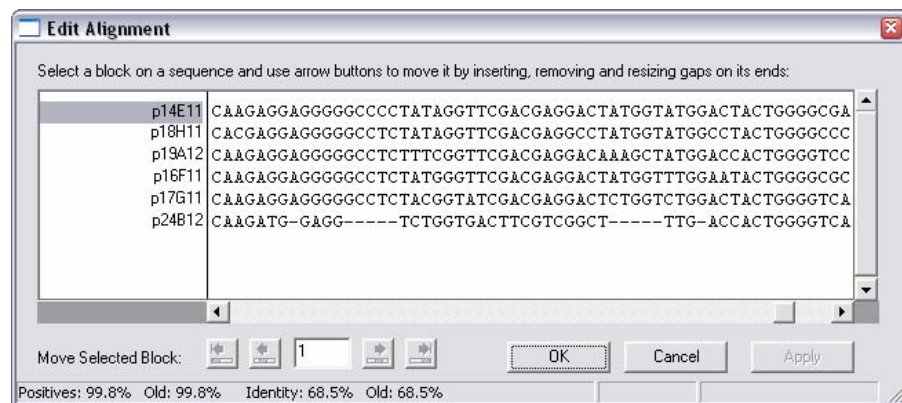 Edit Alignment
Select a block on a sequence and use arrow buttons to move it by inserting, removing and resizing gaps on its ends:
p14E11 CAAGAGGAGGGGGCCCCTATAGGTTCGACGAGGACTATGGTATGGACTACTGGGGCGA
p18H11 CACGAGGAGGGGGCCTCTATAGGTTCGACGAGGCCTATGGTATGGCCTACTGGGGCCC
p19A12 CAAGAGGAGGGGGCCTCTTTCGGTTCGACGAGGACAAAGCTATGGACCACTGGGGTCC
p16F11 CAAGAGGAGGGGGCCTCTATGGGTTCGACGAGGACTATGGTTTGGAATACTGGGGCGC
p17G11 CAAGAGGAGGGGGCCTCTACGGTATCGACGAGGACTCTGGTCTGGACTACTGGGGTCA
p24B12 CAAGATG-GAGG-----TCTGGTGACTTCGTCGGCT-----TTG-ACCACTGGGGTCA
Move Selected Block: 1 OK Cancel Apply
Positives: 99.8% Old: 99.8% Identity: 68.5% Old: 68.5%